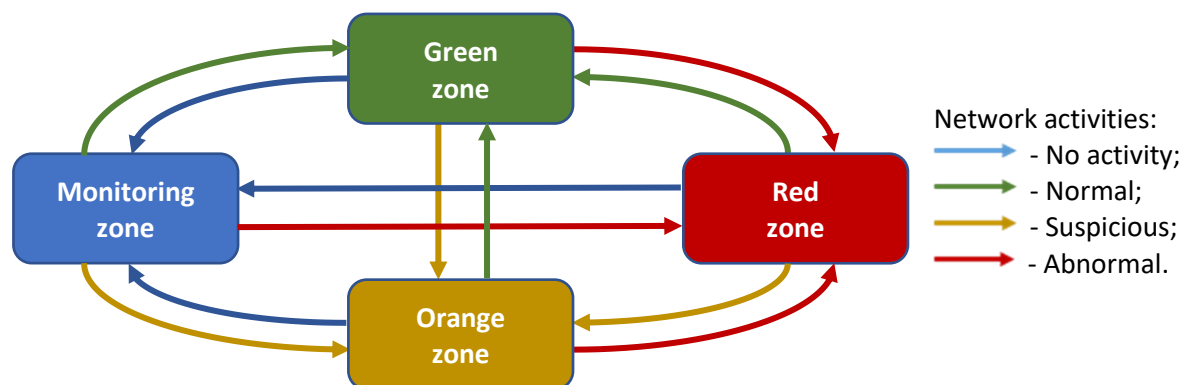 Green
zone
Network activities:
- No activity;
Monitoring
zone
Red
zone
- Normal;
- Suspicious;
- Abnormal.
Orange
zone